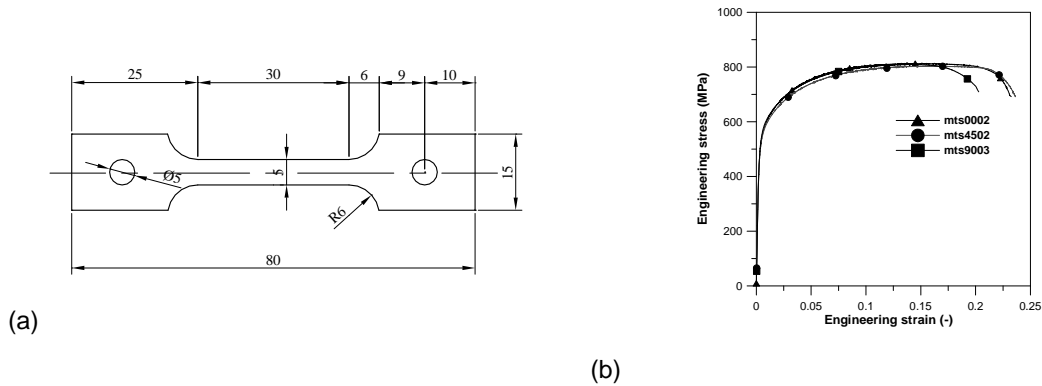 25
30
6
9
10
Ø5
5
R6
15
80
(a)
1000
800
600
400
200
0
Engineering stress (MPa)
mts0002
mts4502
mts9003
0
0.05
0.1
0.15
0.2
0.25
Engineering strain (-)
(b)